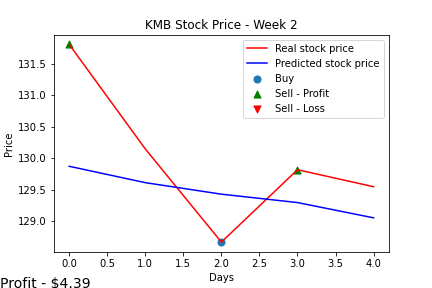 KMB Stock Price - Week 2
Real stock price
Predicted stock price
Buy
Sell - Profit
Sell - Loss
Price
131.5
131.0
130.5
130.0
129.5
129.0
0.0 0.5 1.0 1.5 2.0 2.5 3.0 3.5 4.0
Days
Profit - $4.39